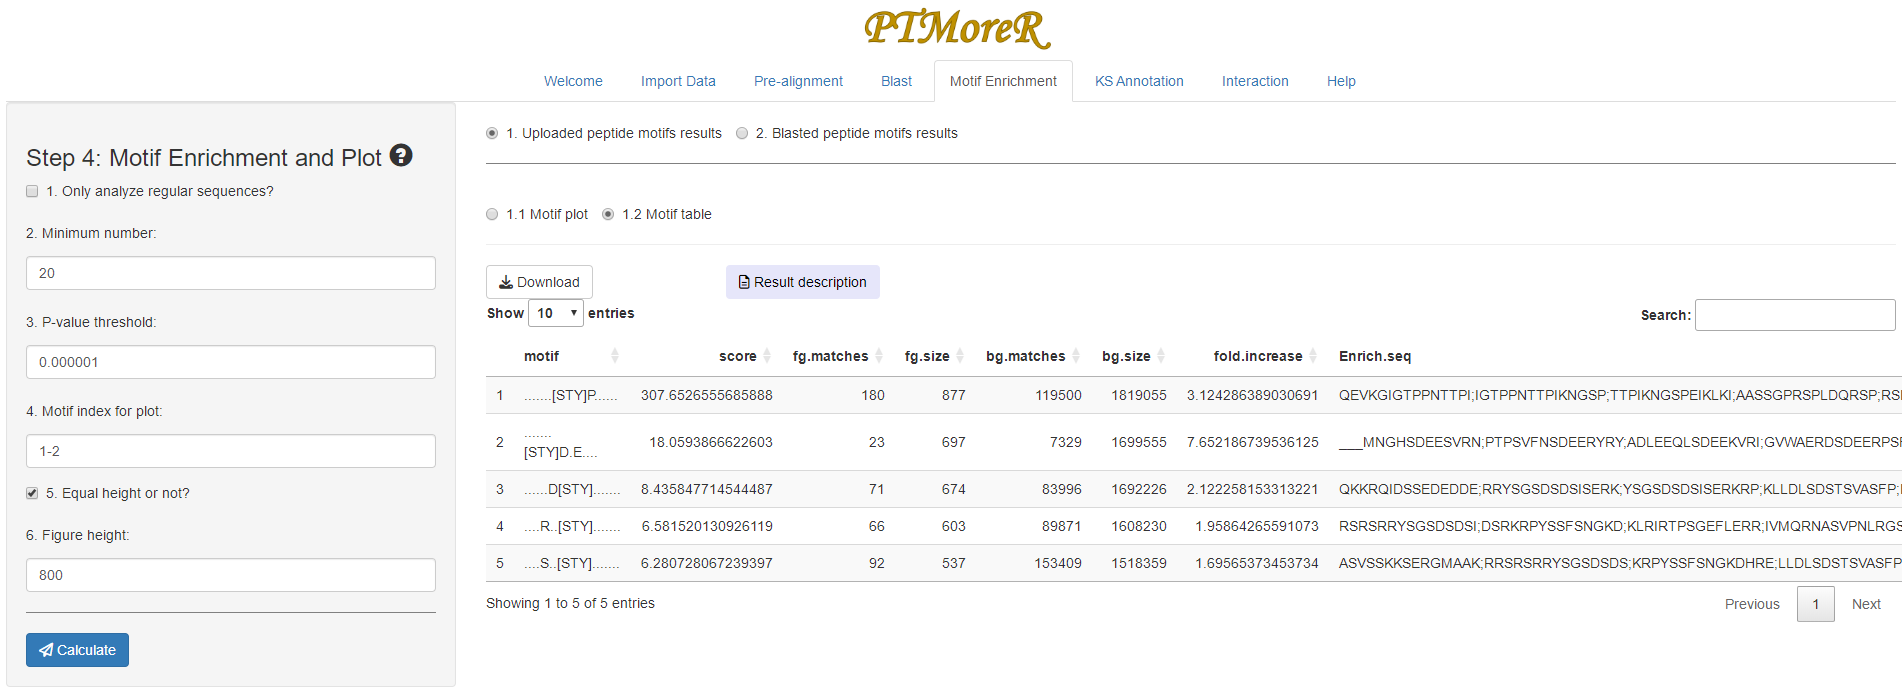 PTMoreR
Welcome Import Data Pre-alignment Blast Motif Enrichment KS Annotation Interaction Help
Step 4: Motif Enrichment and Plot ?
1. Only analyze regular sequences?
2. Minimum number:
20
3. P-value threshold:
0.000001
4. Motif index for plot:
1-2
5. Equal height or not?
6. Figure height:
800
Calculate
1. Uploaded peptide motifs results 2. Blasted peptide motifs results
1.1 Motif plot 1.2 Motif table
Download Result description
Show 10 entries Search:
motif score fg.matches fg.size bg.matches bg.size fold.increase Enrich.seq
1 .......[STY]P...... 307.6526555685888 180 877 119500 1819055 3.124286389030691 QEVKGIGTPPNTTPI;IGTPPNTTPIKNGSP;TTPIKNGSPEIKLKI;AASSGPRSPLDQRSP;RS
2 .......[STY]D.E.... 18.0593866622603 23 697 7329 1699555 7.652186739536125 ___MNGHSDEESVRN;PTPSVFNSDEERYRY;ADLEEQLSDEEKVRI;GVWAERDSDEERPS
3 ......D[STY]....... 8.435847714544487 71 674 83996 1692226 2.122258153313221 QKKRQIDSSEDEDDE;RRYSGSDSDSISERK;YSGSDSDSISERKRP;KLLDLSDSTSVASFP;
4 ....R..[STY]....... 6.581520130926119 66 603 89871 1608230 1.95864265591073 RSRSRRYSGSDSDSI;DSRKRPYSSFSNGKD;KLRIRTPSGEFLERR;IVMQRNASVPNLRGS
5 ....S..[STY]....... 6.280728067239397 92 537 153409 1518359 1.69565373453734 ASVSSKKSERGMAAK;RRSRSRRYSGSDSDS;KRPYSSFSNGKDHRE;LLDLSDSTSVASFP
Showing 1 to 5 of 5 entries
Previous 1 Next